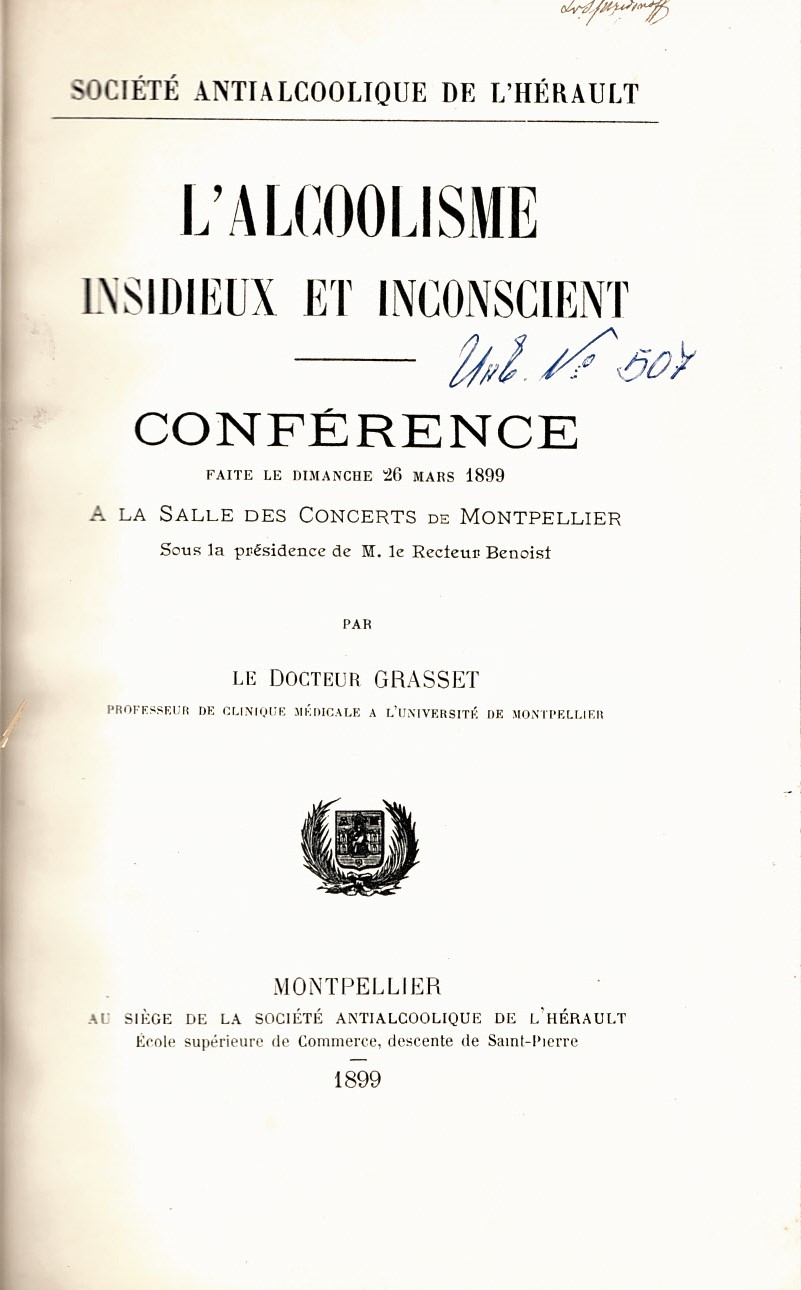 SOCIÉTÉ ANTIALCOOLIQUE DE L'HÉRAULT
L'ALCOOLISME
INSIDIEUX ET INCONSCIENT
Инв. № 507
CONFÉRENCE
FAITE LE DIMANCHE 26 MARS 1899
A LA SALLE DES CONCERTS DE MONTPELLIER
Sous la présidence de M. le Recteur Benoist
PAR
LE DOCTEUR GRASSET
PROFESSEUR DE CLINIQUE MÉDICALE A L'UNIVERSITÉ DE MONTPELLIER
MONTPELLIER
AU SIÈGE DE LA SOCIÉTÉ ANTIALCOOLIQUE DE L'HÉRAULT
École supérieure de Commerce, descente de Saint-Pierre
1899